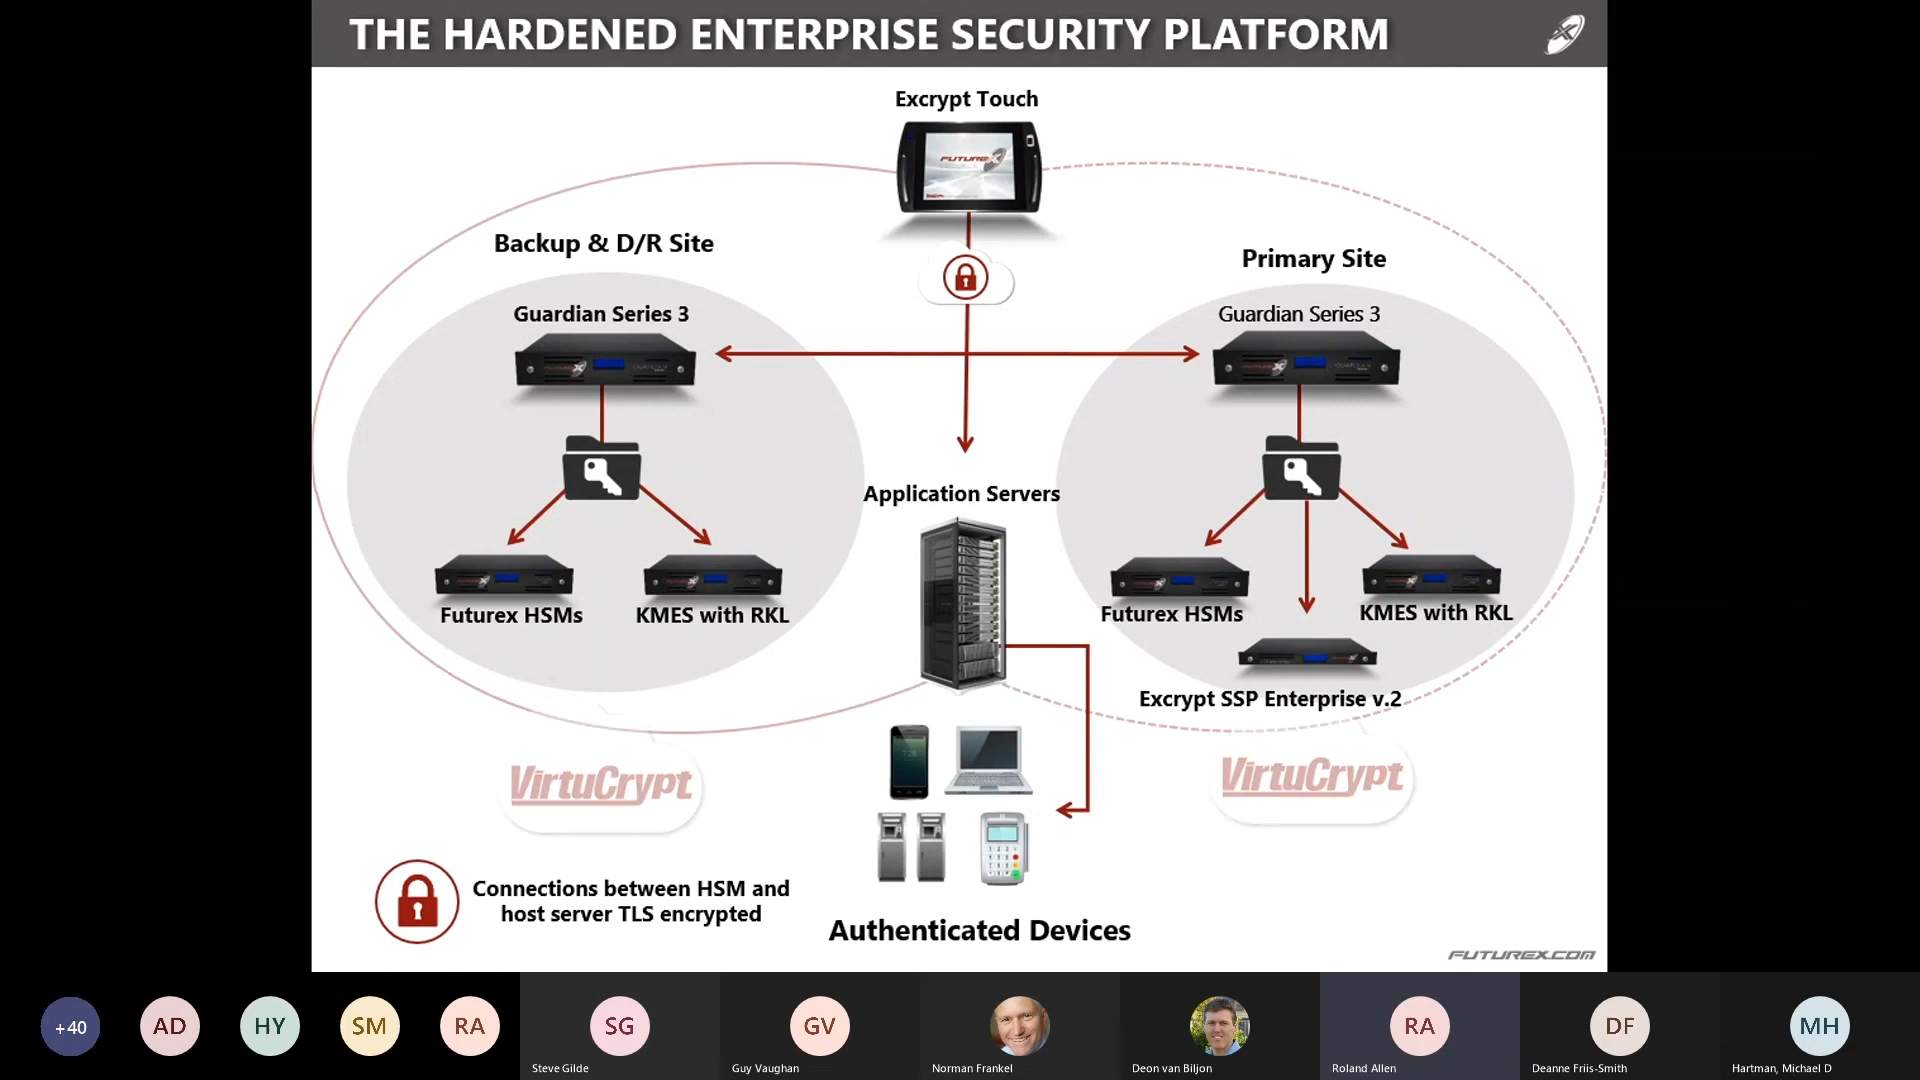 THE HARDENED ENTERPRISE SECURITY PLATFORM
Excrypt Touch
FUTUREX
Backup & D/R Site
Primary Site
Guardian Series 3
Guardian Series 3
FUTUREX
FUTUREX
Application Servers
Futurex HSMs
KMES with RKL
Futurex HSMs
KMES with RKL
Excrypt SSP Enterprise v.2
VirtuCrypt
VirtuCrypt
Connections between HSM and
host server TLS encrypted
Authenticated Devices
FUTUREX.COM
+40
AD
HY
SM
RA
SG
GV
RA
DF
MH
Steve Gilde
Guy Vaughan
Norman Frankel
Deon van Biljon
Roland Allen
Deanne Friis-Smith
Hartman, Michael D